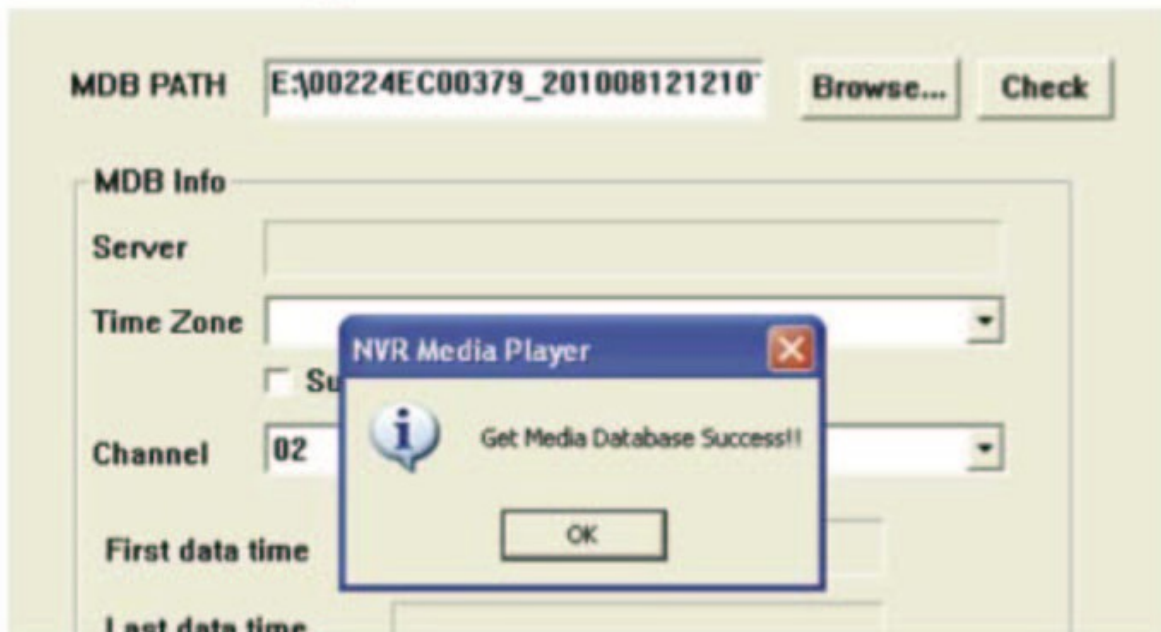 MDB PATH E:\00224EC00379_201008121210 Browse... Check
MDB Info
Server
Time Zone
NVR Media Player
Su
Get Media Database Success!!
Channel 02
OK
First data time
Last data time